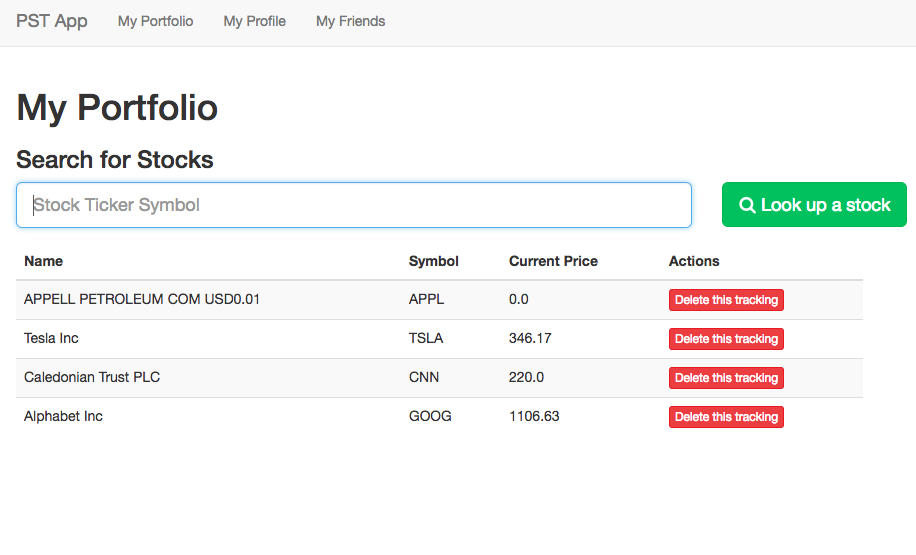 PST App My Portfolio My Profile My Friends
My Portfolio
Search for Stocks
Stock Ticker Symbol Look up a stock
Name Symbol Current Price Actions
APPELL PETROLEUM COM USD0.01 APPL 0.0 Delete this tracking
Tesla Inc TSLA 346.17 Delete this tracking
Caledonian Trust PLC CNN 220.0 Delete this tracking
Alphabet Inc GOOG 1106.63 Delete this tracking